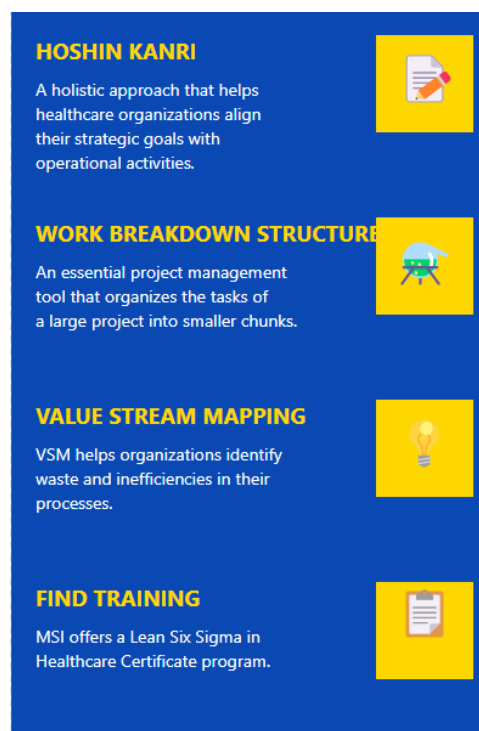 HOSHIN KANRI
A holistic approach that helps
healthcare organizations align
their strategic goals with
operational activities.
WORK BREAKDOWN STRUCTURE
An essential project management
tool that organizes the tasks of
a large project into smaller chunks.
VALUE STREAM MAPPING
VSM helps organizations identify
waste and inefficiencies in their
processes.
FIND TRAINING
MSI offers a Lean Six Sigma in
Healthcare Certificate program.